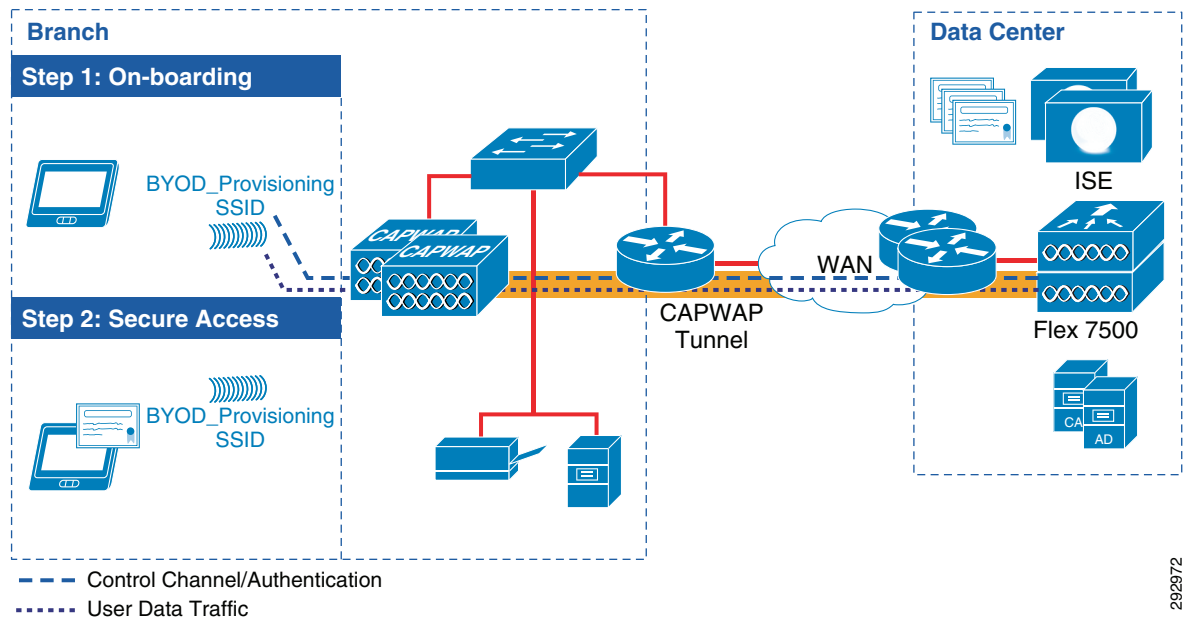 Branch
Step 1: On-boarding
BYOD_Provisioning
SSID
CAPWAP
CAPWAP
Step 2: Secure Access
BYOD_Provisioning
SSID
CAPWAP
Tunnel
WAN
Data Center
ISE
Flex 7500
CA
AD
Control Channel/Authentication
User Data Traffic
292972